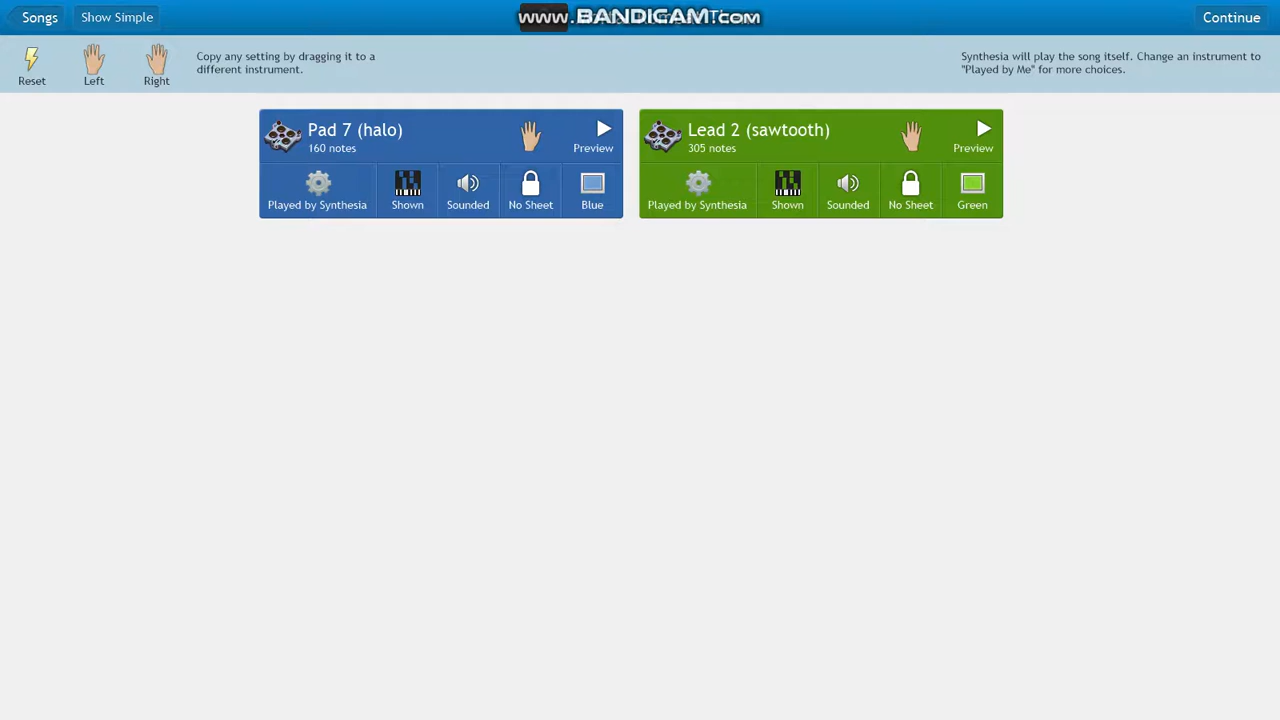 Songs
Show Simple
www.BANDICAM.com
Continue
Reset
Left
Right
Copy any setting by dragging it to a
different instrument.
Synthesia will play the song itself. Change an instrument to
"Played by Me" for more choices.
Pad 7 (halo)
160 notes
Preview
Played by Synthesia
Shown
Sounded
No Sheet
Blue
Lead 2 (sawtooth)
305 notes
Preview
Played by Synthesia
Shown
Sounded
No Sheet
Green